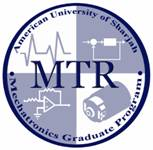 American University of Sharjah
MTR
• Mechatronics Graduate Program •